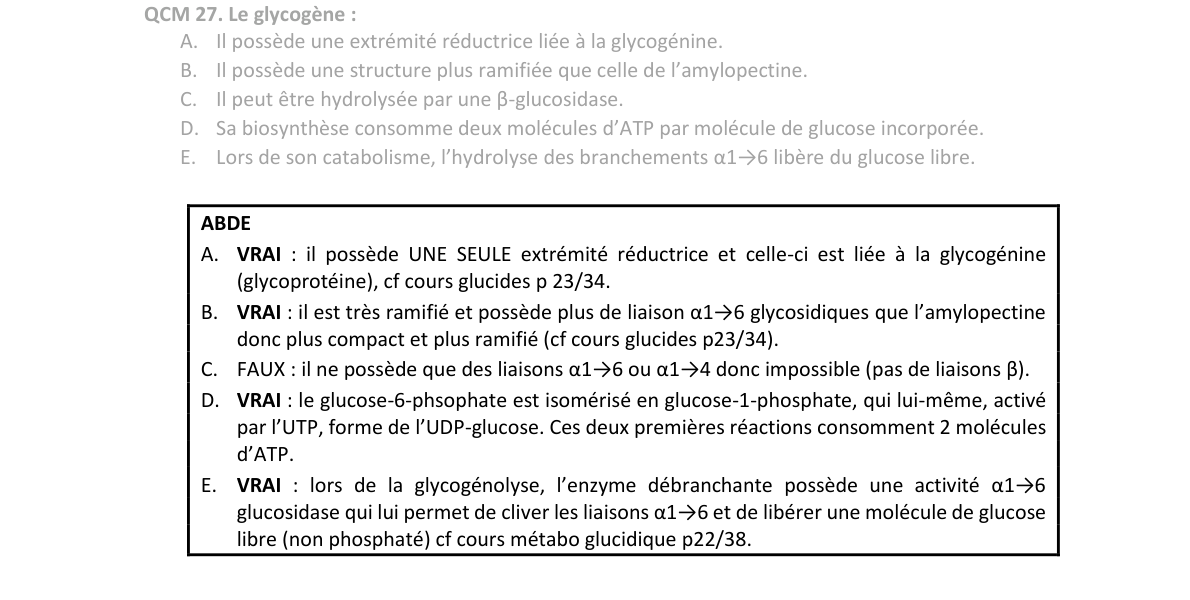 QCM 27. Le glycogène :
A. Il possède une extrémité réductrice liée à la glycogénine.
B. Il possède une structure plus ramifiée que celle de l'amylopectine.
C. Il peut être hydrolysée par une β-glucosidase.
D. Sa biosynthèse consomme deux molécules d'ATP par molécule de glucose incorporée.
E. Lors de son catabolisme, l'hydrolyse des branchements α1→6 libère du glucose libre.
ABDE
A. VRAI : il possède UNE SEULE extrémité réductrice et celle-ci est liée à la glycogénine
(glycoprotéine), cf cours glucides p 23/34.
B. VRAI : il est très ramifié et possède plus de liaison α1→6 glycosidiques que l'amylopectine
donc plus compact et plus ramifié (cf cours glucides p23/34).
C. FAUX : il ne possède que des liaisons α1→6 ou α1→4 donc impossible (pas de liaisons β).
D. VRAI : le glucose-6-phsophate est isomérisé en glucose-1-phosphate, qui lui-même, activé
par l'UTP, forme de l'UDP-glucose. Ces deux premières réactions consomment 2 molécules
d'ATP.
E. VRAI : lors de la glycogénolyse, l'enzyme débranchante possède une activité α1→6
glucosidase qui lui permet de cliver les liaisons α1→6 et de libérer une molécule de glucose
libre (non phosphaté) cf cours métabo glucidique p22/38.